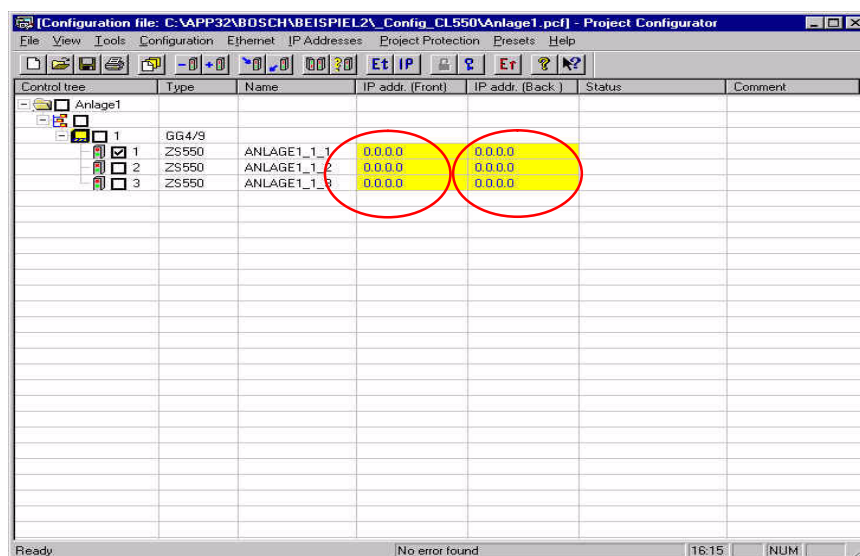 [Configuration file: C:\APP32\BOSCH\BEISPIEL2\_Config_CL550\Anlage1.pcf] - Project Configurator
File View Tools Configuration Ethernet IP Addresses Project Protection Presets Help
Et IP Er
Control tree Type Name IP addr. (Front) IP addr. (Back ) Status Comment
Anlage1
1 GG4/9
1 ZS550 ANLAGE1_1_1 0.0.0.0 0.0.0.0
2 ZS550 ANLAGE1_1_2 0.0.0.0 0.0.0.0
3 ZS550 ANLAGE1_1_3 0.0.0.0 0.0.0.0
Ready No error found 16:15 NUM